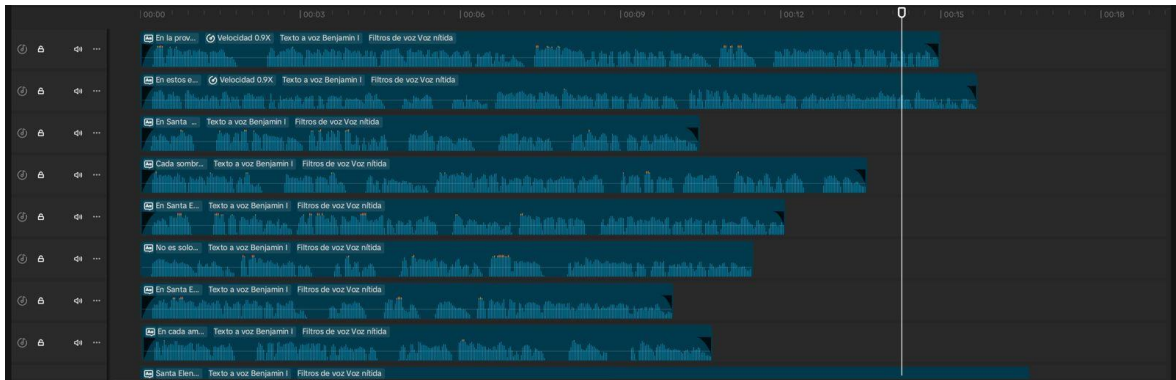 00:00 00:03 00:06 00:09 00:12 00:15 00:18
En la prov... Velocidad 0.9X Texto a voz Benjamin I Filtros de voz Voz nítida
En estos e... Velocidad 0.9X Texto a voz Benjamin I Filtros de voz Voz nítida
En Santa ... Texto a voz Benjamin I Filtros de voz Voz nítida
Cada sombr... Texto a voz Benjamin I Filtros de voz Voz nítida
En Santa E... Texto a voz Benjamin I Filtros de voz Voz nítida
No es solo... Texto a voz Benjamin I Filtros de voz Voz nítida
En Santa E... Texto a voz Benjamin I Filtros de voz Voz nítida
En cada am... Texto a voz Benjamin I Filtros de voz Voz nítida
Santa Elen... Texto a voz Benjamin I Filtros de voz Voz nítida